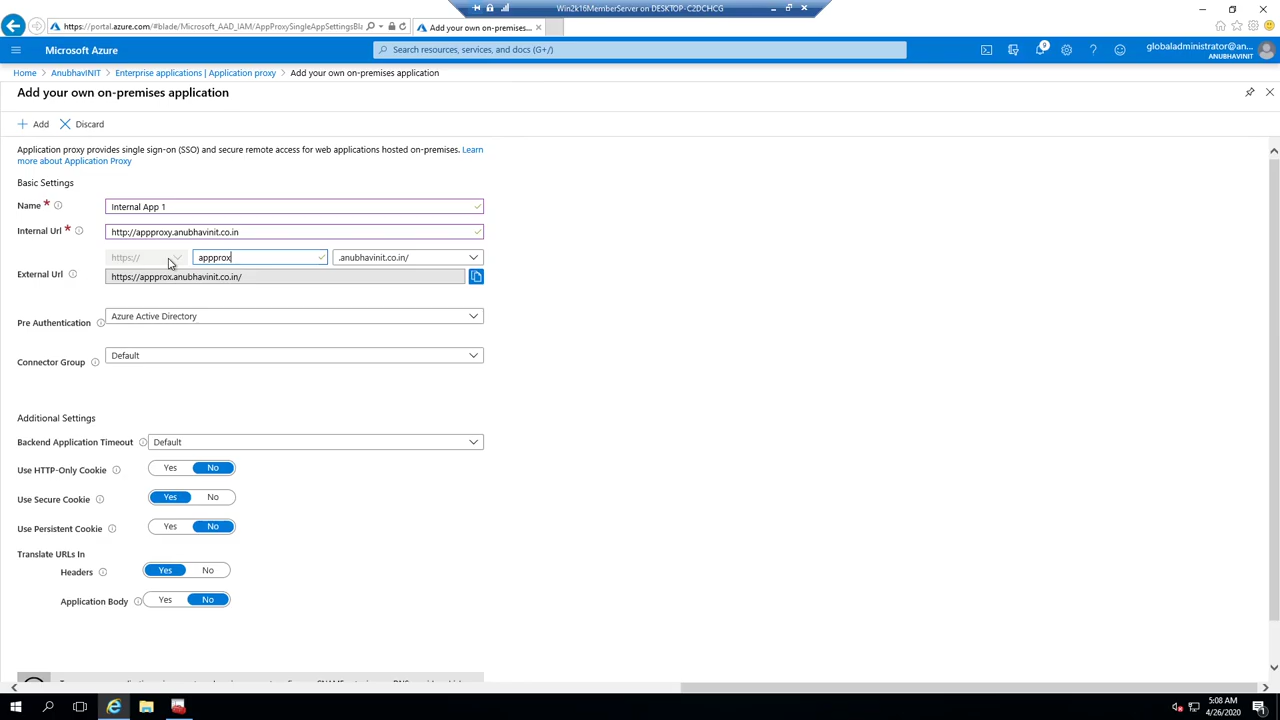 Win2k16MemberServer on DESKTOP-C2DCHCG
https://portal.azure.com/#blade/Microsoft_AAD_IAM/AppProxySingleAppSettingsBla
Add your own on-premises...
Microsoft Azure
Search resources, services, and docs (G+/)
9
globaladministrator@an...
ANUBHAVINIT
Home > AnubhavINIT > Enterprise applications | Application proxy > Add your own on-premises application
Add your own on-premises application
Add Discard
Application proxy provides single sign-on (SSO) and secure remote access for web applications hosted on-premises. Learn
more about Application Proxy
Basic Settings
Name * Internal App 1
Internal Url * http://appproxy.anubhavinit.co.in
https:// appprox .anubhavinit.co.in/
External Url https://appprox.anubhavinit.co.in/
Pre Authentication Azure Active Directory
Connector Group Default
Additional Settings
Backend Application Timeout Default
Use HTTP-Only Cookie Yes No
Use Secure Cookie Yes No
Use Persistent Cookie Yes No
Translate URLs In
Headers Yes No
Application Body Yes No
5:08 AM
4/26/2020
1